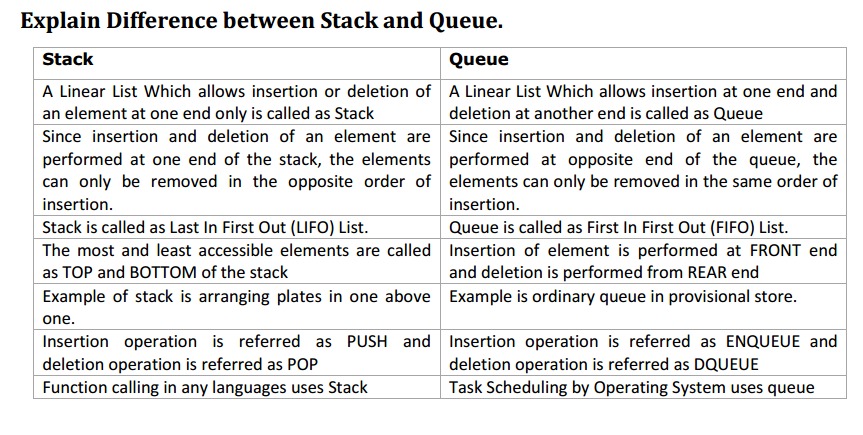 Explain Difference between Stack and Queue.
Stack
Queue
A Linear List Which allows insertion or deletion of
an element at one end only is called as Stack
A Linear List Which allows insertion at one end and
deletion at another end is called as Queue
Since insertion and deletion of an element are
performed at one end of the stack, the elements
can only be removed in the opposite order of
insertion.
Since insertion and deletion of an element are
performed at opposite end of the queue, the
elements can only be removed in the same order of
insertion.
Stack is called as Last In First Out (LIFO) List.
Queue is called as First In First Out (FIFO) List.
The most and least accessible elements are called
as TOP and BOTTOM of the stack
Insertion of element is performed at FRONT end
and deletion is performed from REAR end
Example of stack is arranging plates in one above
one.
Example is ordinary queue in provisional store.
Insertion operation is referred as PUSH and
deletion operation is referred as POP
Insertion operation is referred as ENQUEUE and
deletion operation is referred as DQUEUE
Function calling in any languages uses Stack
Task Scheduling by Operating System uses queue